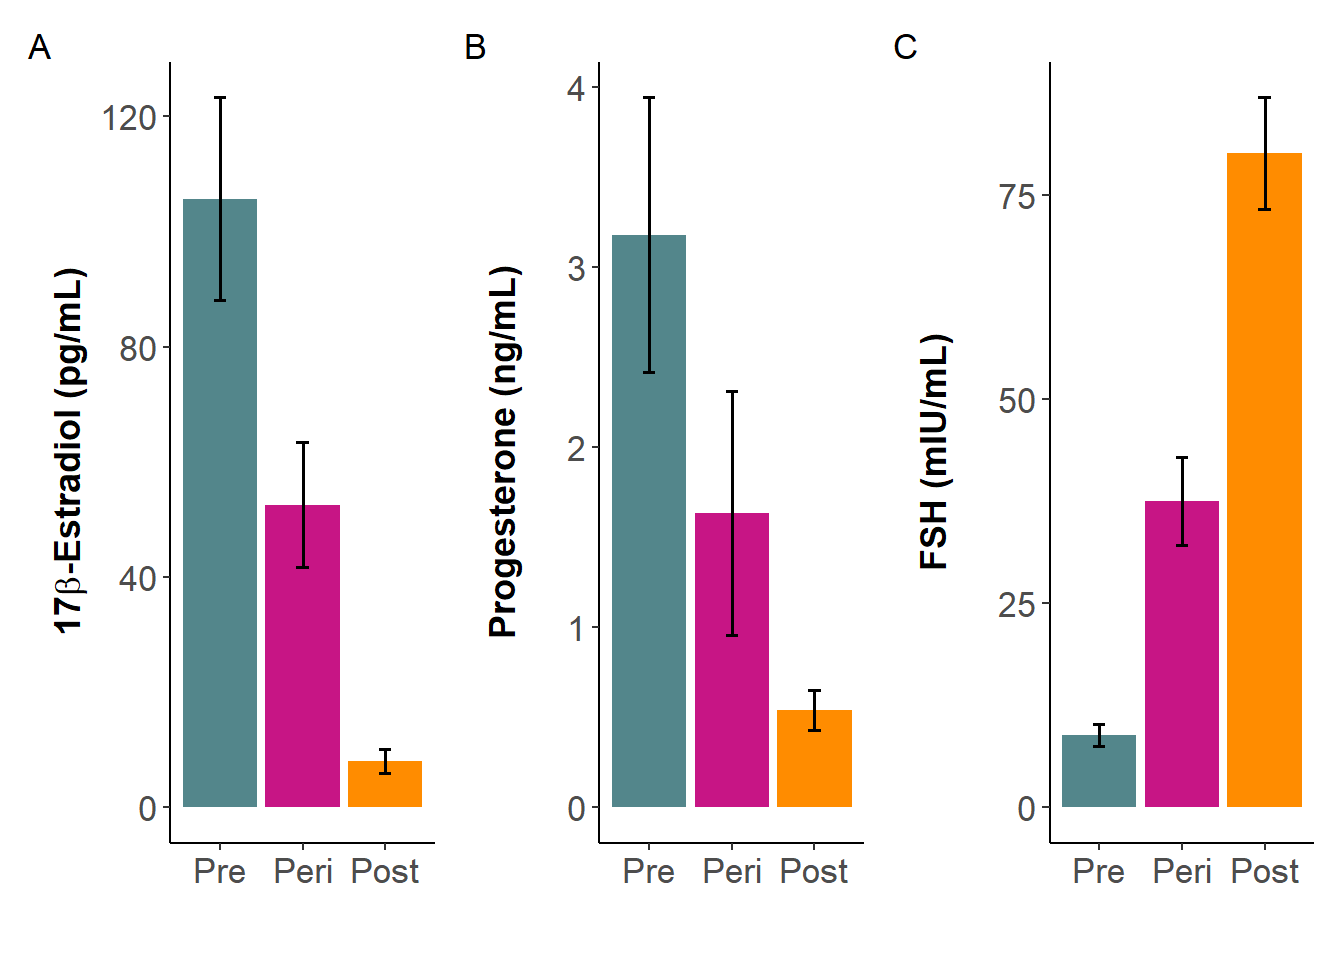 A
B
C
17β-Estradiol (pg/mL)
120
80
40
0
Pre Peri Post
Progesterone (ng/mL)
4
3
2
1
0
Pre Peri Post
FSH (mIU/mL)
75
50
25
0
Pre Peri Post